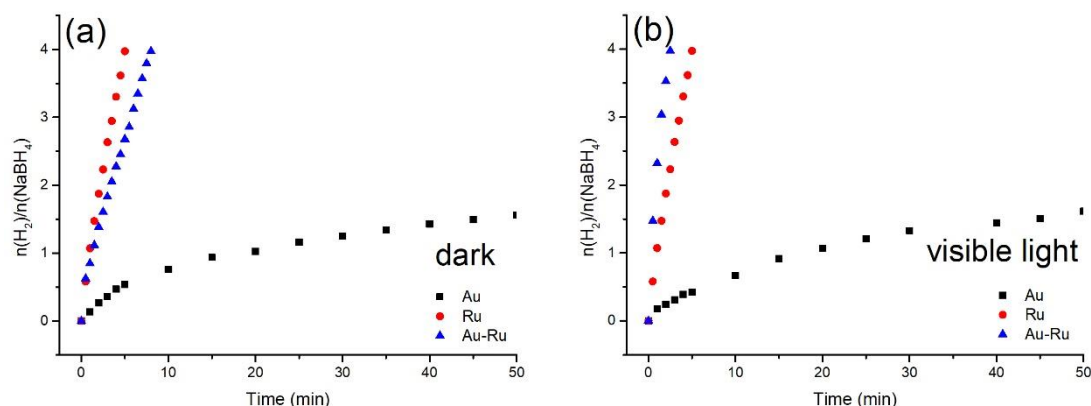 (a)
4
3
2
1
0
n(H₂)/n(NaBH₄)
dark
Au
Ru
Au-Ru
0 10 20 30 40 50
Time (min)
(b)
4
3
2
1
0
n(H₂)/n(NaBH₄)
visible light
Au
Ru
Au-Ru
0 10 20 30 40 50
Time (min)